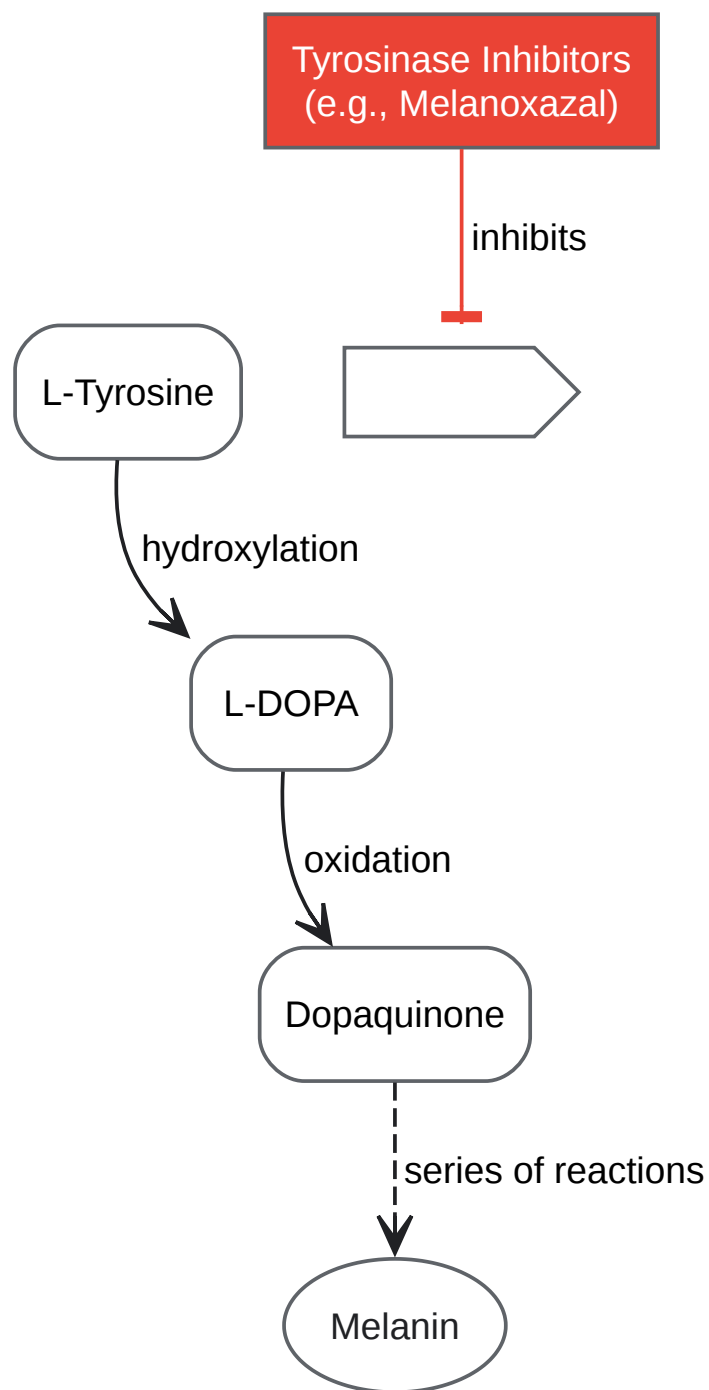 Tyrosinase Inhibitors
(e.g., Melanoxazal)
inhibits
L-Tyrosine
hydroxylation
L-DOPA
oxidation
Dopaquinone
series of reactions
Melanin